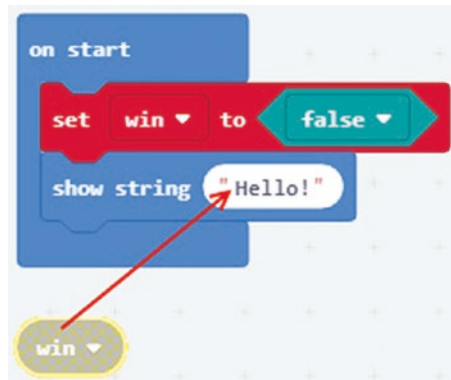 on start
set win to false
show string "Hello!"
win